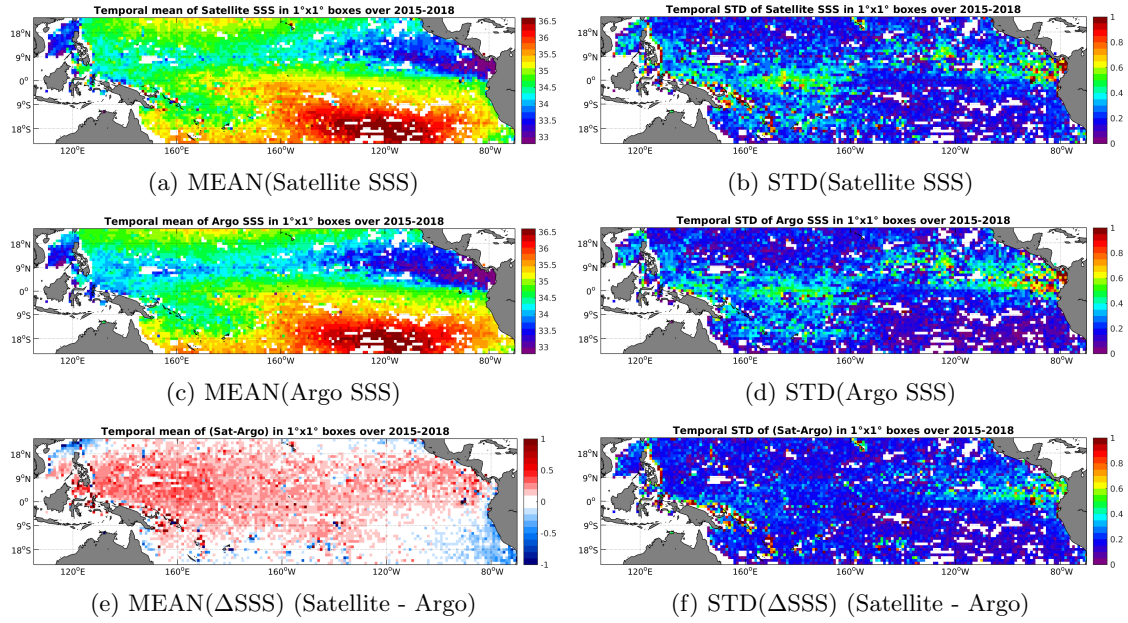 Temporal mean of Satellite SSS in 1°x1° boxes over 2015-2018
18°N
9°N
0°
9°S
18°S
120°E
160°E
160°W
120°W
80°W
36.5
36
35.5
35
34.5
34
33.5
33
(a) MEAN(Satellite SSS)
Temporal STD of Satellite SSS in 1°x1° boxes over 2015-2018
18°N
9°N
0°
9°S
18°S
120°E
160°E
160°W
120°W
80°W
1
0.8
0.6
0.4
0.2
0
(b) STD(Satellite SSS)
Temporal mean of Argo SSS in 1°x1° boxes over 2015-2018
18°N
9°N
0°
9°S
18°S
120°E
160°E
160°W
120°W
80°W
36.5
36
35.5
35
34.5
34
33.5
33
(c) MEAN(Argo SSS)
Temporal STD of Argo SSS in 1°x1° boxes over 2015-2018
18°N
9°N
0°
9°S
18°S
120°E
160°E
160°W
120°W
80°W
1
0.8
0.6
0.4
0.2
0
(d) STD(Argo SSS)
Temporal mean of (Sat-Argo) in 1°x1° boxes over 2015-2018
18°N
9°N
0°
9°S
18°S
120°E
160°E
160°W
120°W
80°W
1
0.5
0
-0.5
-1
(e) MEAN(ΔSSS) (Satellite - Argo)
Temporal STD of (Sat-Argo) in 1°x1° boxes over 2015-2018
18°N
9°N
0°
9°S
18°S
120°E
160°E
160°W
120°W
80°W
1
0.8
0.6
0.4
0.2
0
(f) STD(ΔSSS) (Satellite - Argo)